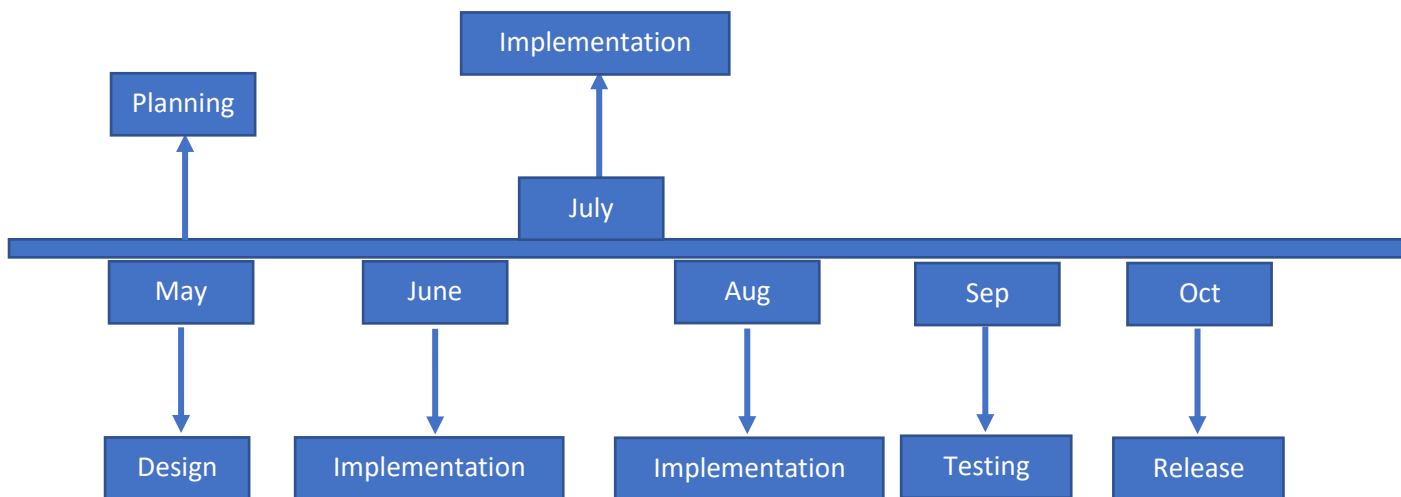 Implementation
Planning
July
May
June
Aug
Sep
Oct
Design
Implementation
Implementation
Testing
Release